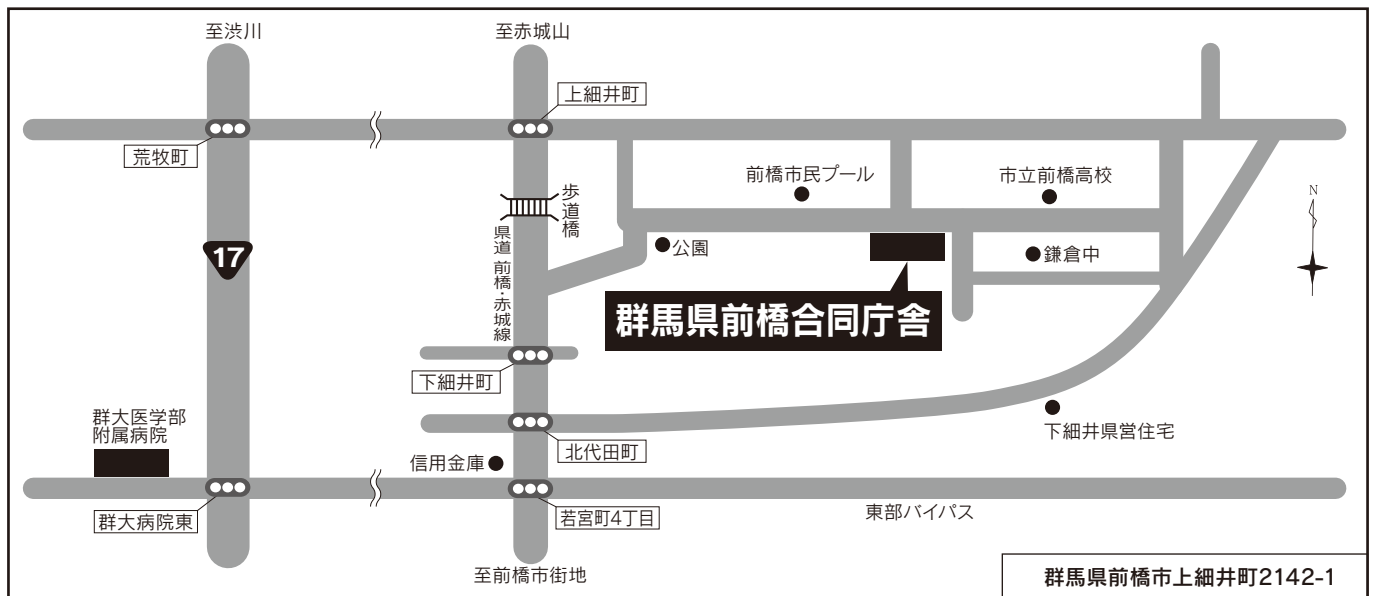 至渋川
至赤城山
上細井町
荒牧町
前橋市民プール
市立前橋高校
N
歩道橋
県道 前橋・赤城線
公園
鎌倉中
17
群馬県前橋合同庁舎
下細井町
群大医学部
附属病院
下細井県営住宅
北代田町
信用金庫
群大病院東
若宮町4丁目
東部バイパス
至前橋市街地
群馬県前橋市上細井町2142-1